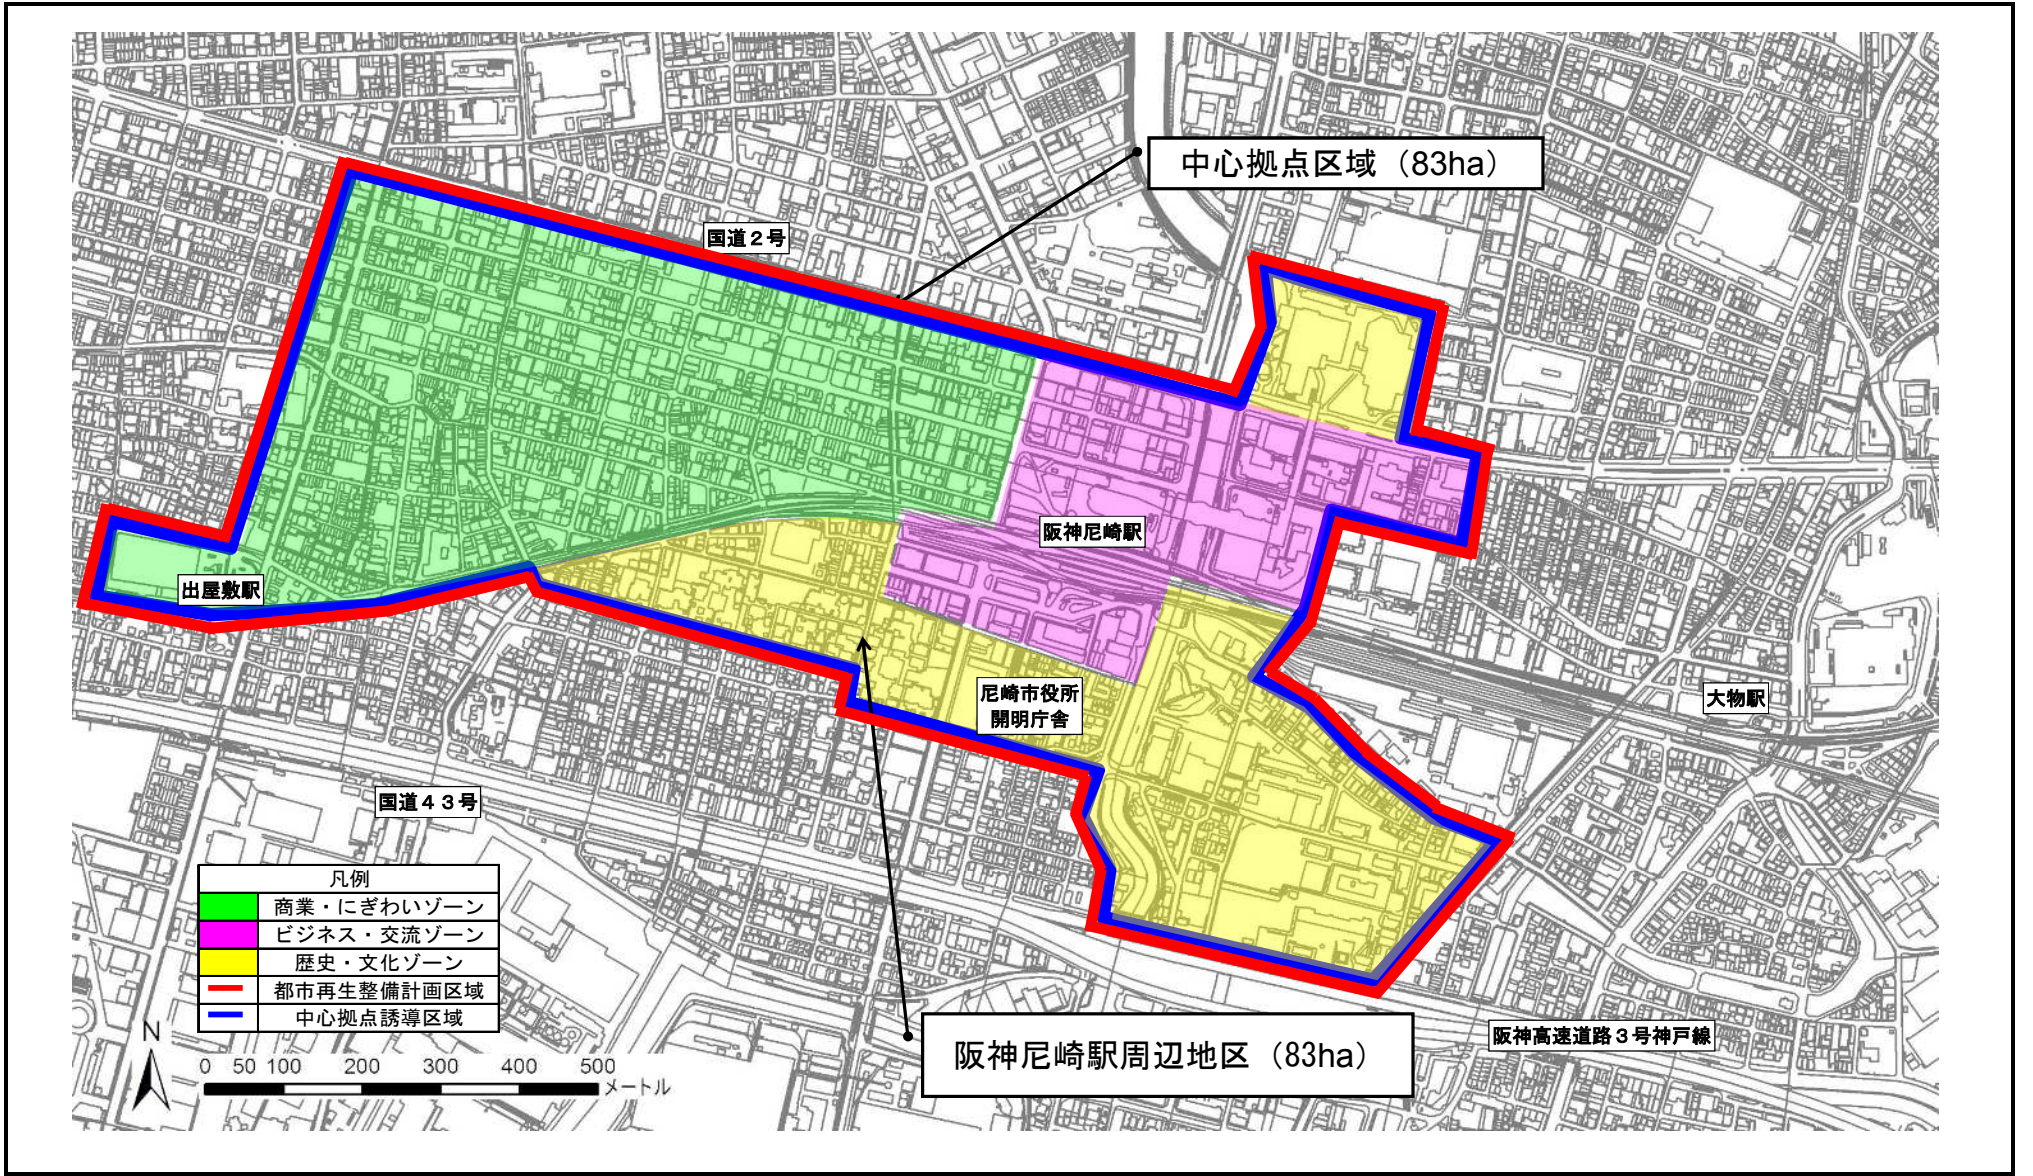 中心拠点区域（83ha）
国道２号
阪神尼崎駅
出屋敷駅
尼崎市役所
開明庁舎
大物駅
国道４３号
凡例
商業・にぎわいゾーン
ビジネス・交流ゾーン
歴史・文化ゾーン
都市再生整備計画区域
中心拠点誘導区域
N
0 50 100 200 300 400 500
メートル
阪神尼崎駅周辺地区（83ha）
阪神高速道路３号神戸線